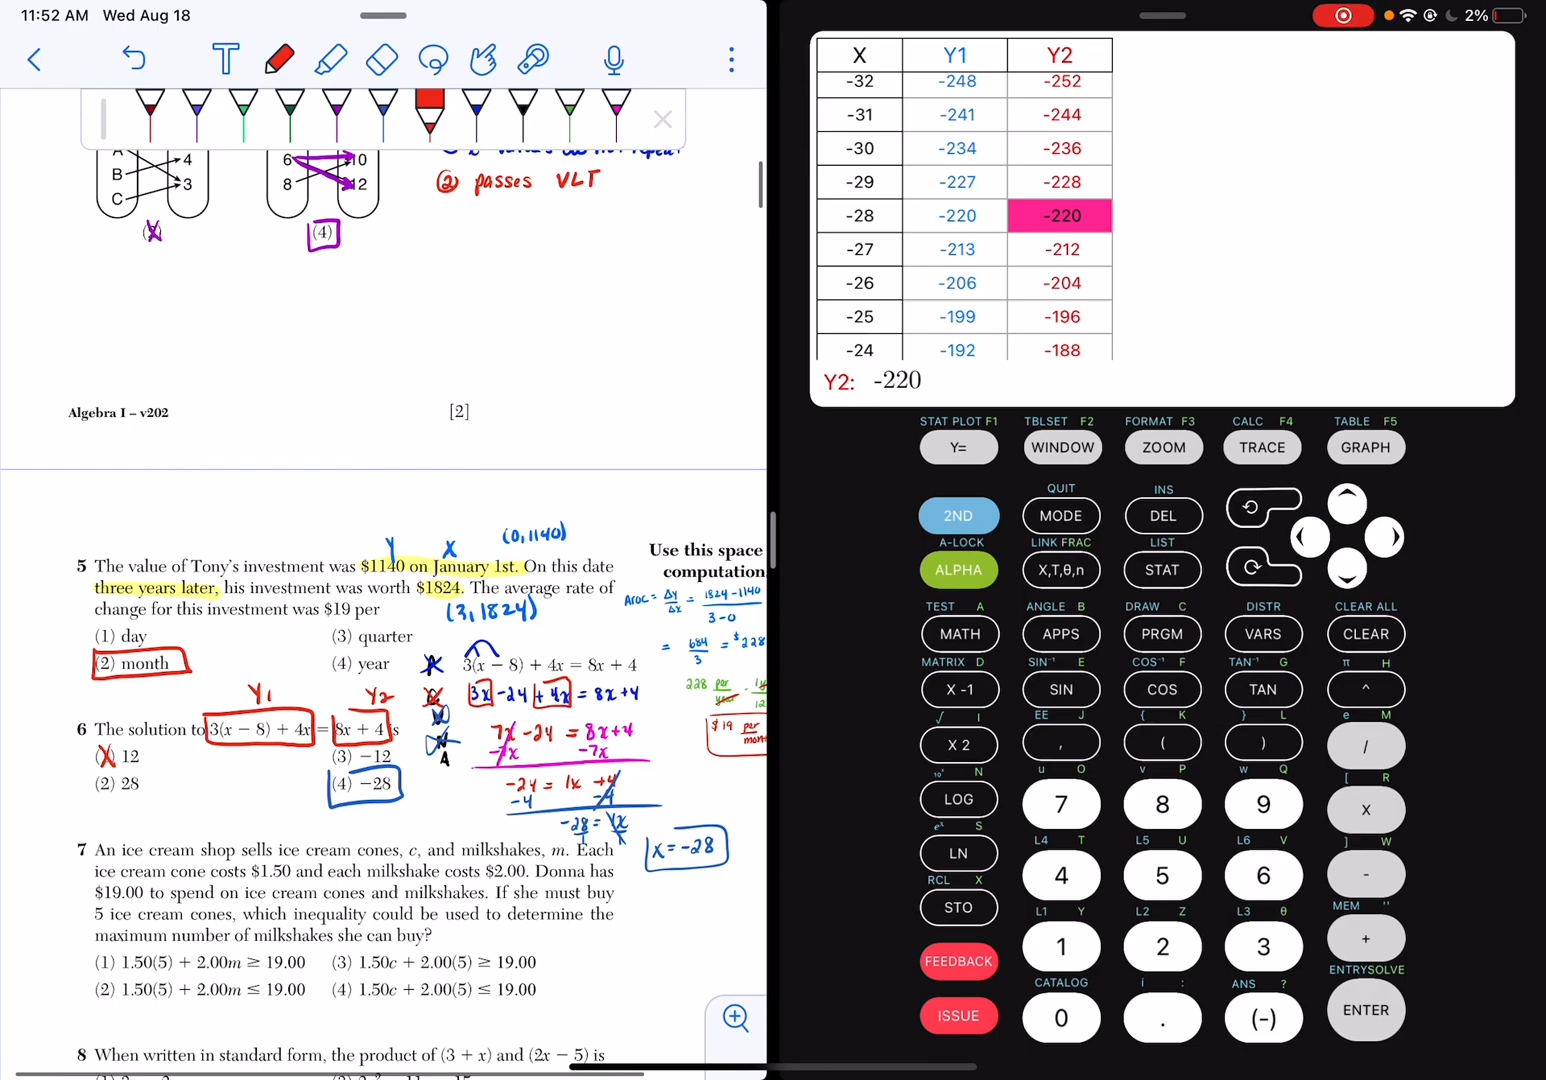 11:52 AM Wed Aug 18
2%
T
B
C
4
3
6
8
10
12
(4)
② passes VLT
Algebra I – v202
[2]
Y X (0,1140)
5 The value of Tony's investment was $1140 on January 1st. On this date
three years later, his investment was worth $1824. The average rate of
change for this investment was $19 per
(3,1824)
(1) day (3) quarter
(2) month (4) year
Use this space
computation
AROC = Δy/Δx = 1824-1140
3-0
= 684/3 = $228
228 per
$19 per
Y1 Y2
6 The solution to 3(x − 8) + 4x = 8x + 4 is
12 (3) −12
(2) 28 (4) −28
3(x − 8) + 4x = 8x + 4
3x -24 + 4x = 8x+4
7x -24 = 8x+4
-7x -7x
-24 = 1x +4
-4 -4
-28 = 1x
x = -28
A
7 An ice cream shop sells ice cream cones, c, and milkshakes, m. Each
ice cream cone costs $1.50 and each milkshake costs $2.00. Donna has
$19.00 to spend on ice cream cones and milkshakes. If she must buy
5 ice cream cones, which inequality could be used to determine the
maximum number of milkshakes she can buy?
(1) 1.50(5) + 2.00m ≥ 19.00 (3) 1.50c + 2.00(5) ≥ 19.00
(2) 1.50(5) + 2.00m ≤ 19.00 (4) 1.50c + 2.00(5) ≤ 19.00
8 When written in standard form, the product of (3 + x) and (2x − 5) is
X Y1 Y2
-32 -248 -252
-31 -241 -244
-30 -234 -236
-29 -227 -228
-28 -220 -220
-27 -213 -212
-26 -206 -204
-25 -199 -196
-24 -192 -188
Y2: -220
STAT PLOT F1 TBLSET F2 FORMAT F3 CALC F4 TABLE F5
Y= WINDOW ZOOM TRACE GRAPH
QUIT INS
2ND MODE DEL
A-LOCK LINK FRAC LIST
ALPHA X,T,θ,n STAT
TEST A ANGLE B DRAW C DISTR CLEAR ALL
MATH APPS PRGM VARS CLEAR
MATRIX D SIN⁻¹ E COS⁻¹ F TAN⁻¹ G π H
X -1 SIN COS TAN ^
√ I EE J { K } L e M
X 2 , ( ) /
10ˣ N u O v P w Q [ R
LOG 7 8 9 X
eˣ S L4 T L5 U L6 V ] W
LN 4 5 6 -
RCL X L1 Y L2 Z L3 θ MEM "
STO 1 2 3 +
FEEDBACK
CATALOG i : ANS ? ENTRYSOLVE
ISSUE 0 . (-) ENTER